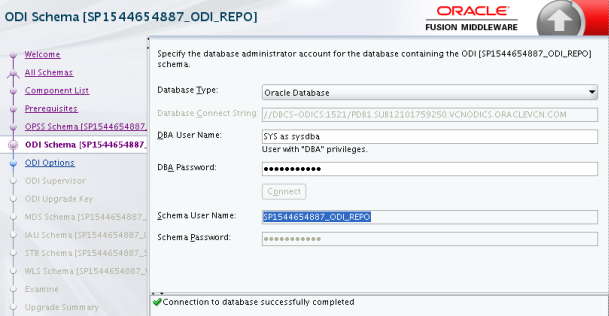 ODI Schema [SP1544654887_ODI_REPO]
ORACLE
FUSION MIDDLEWARE
Welcome
All Schemas
Component List
Prerequisites
OPSS Schema [SP1544654887_
ODI Schema [SP1544654887_
ODI Options
ODI Supervisor
ODI Upgrade Key
MDS Schema [SP1544654887_
IAU Schema [SP1544654887_I
STB Schema [SP1544654887_S
WLS Schema [SP1544654887_
Examine
Upgrade Summary
Specify the database administrator account for the database containing the ODI [SP1544654887_ODI_REPO]
schema.
Database Type: Oracle Database
Database Connect String: //DBCS-ODICS:1521/PDB1.SUB12101759250.VCNODICS.ORACLEVCN.COM
DBA User Name: SYS as sysdba
User with "DBA" privileges.
DBA Password: ●●●●●●●●●●●
Connect
Schema User Name: SP1544654887_ODI_REPO
Schema Password: ●●●●●●●●●●●
Connection to database successfully completed